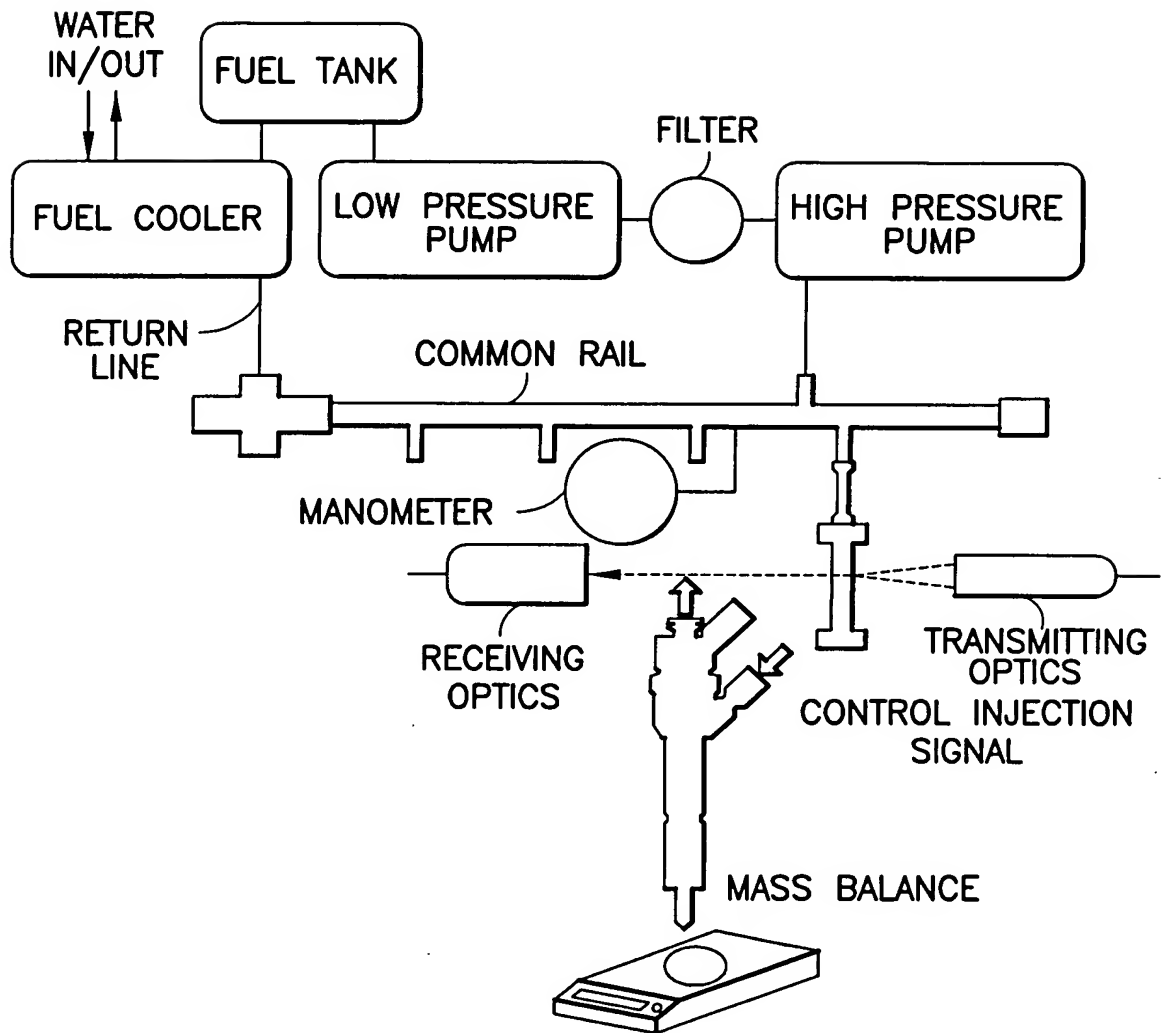 WATER
IN/OUT
FUEL TANK
FILTER
FUEL COOLER
LOW PRESSURE
PUMP
HIGH PRESSURE
PUMP
RETURN
LINE
COMMON RAIL
MANOMETER
RECEIVING
OPTICS
TRANSMITTING
OPTICS
CONTROL INJECTION
SIGNAL
MASS BALANCE